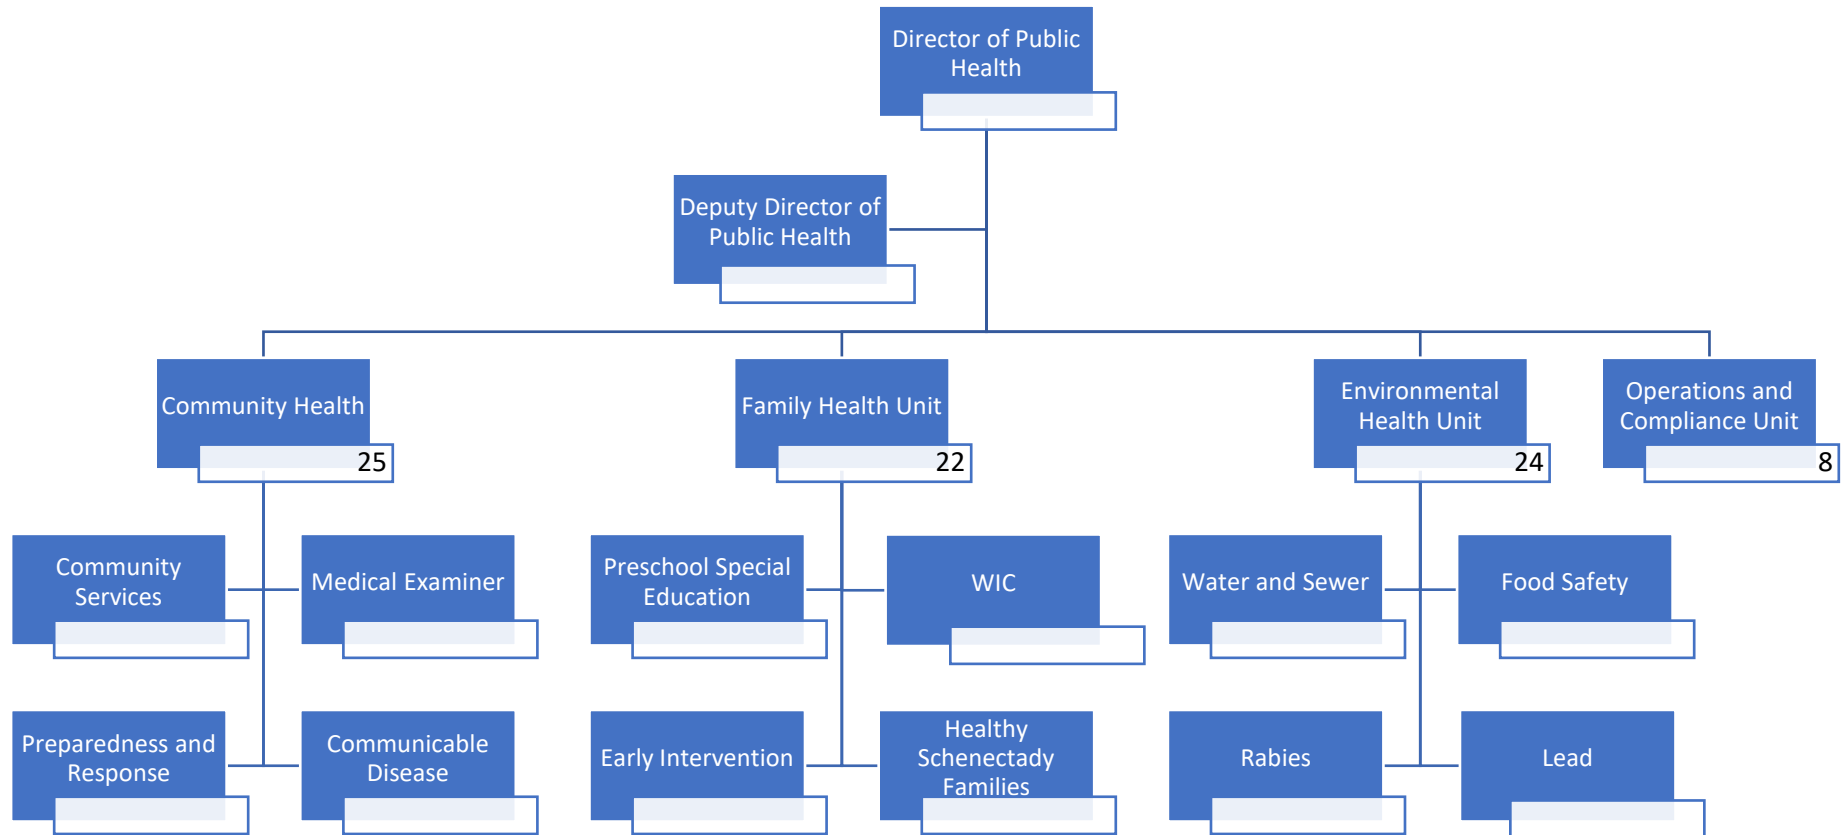 Director of Public
Health
Deputy Director of
Public Health
Community Health
25
Family Health Unit
22
Environmental
Health Unit
24
Operations and
Compliance Unit
8
Community
Services
Medical Examiner
Preschool Special
Education
WIC
Water and Sewer
Food Safety
Preparedness and
Response
Communicable
Disease
Early Intervention
Healthy
Schenectady
Families
Rabies
Lead